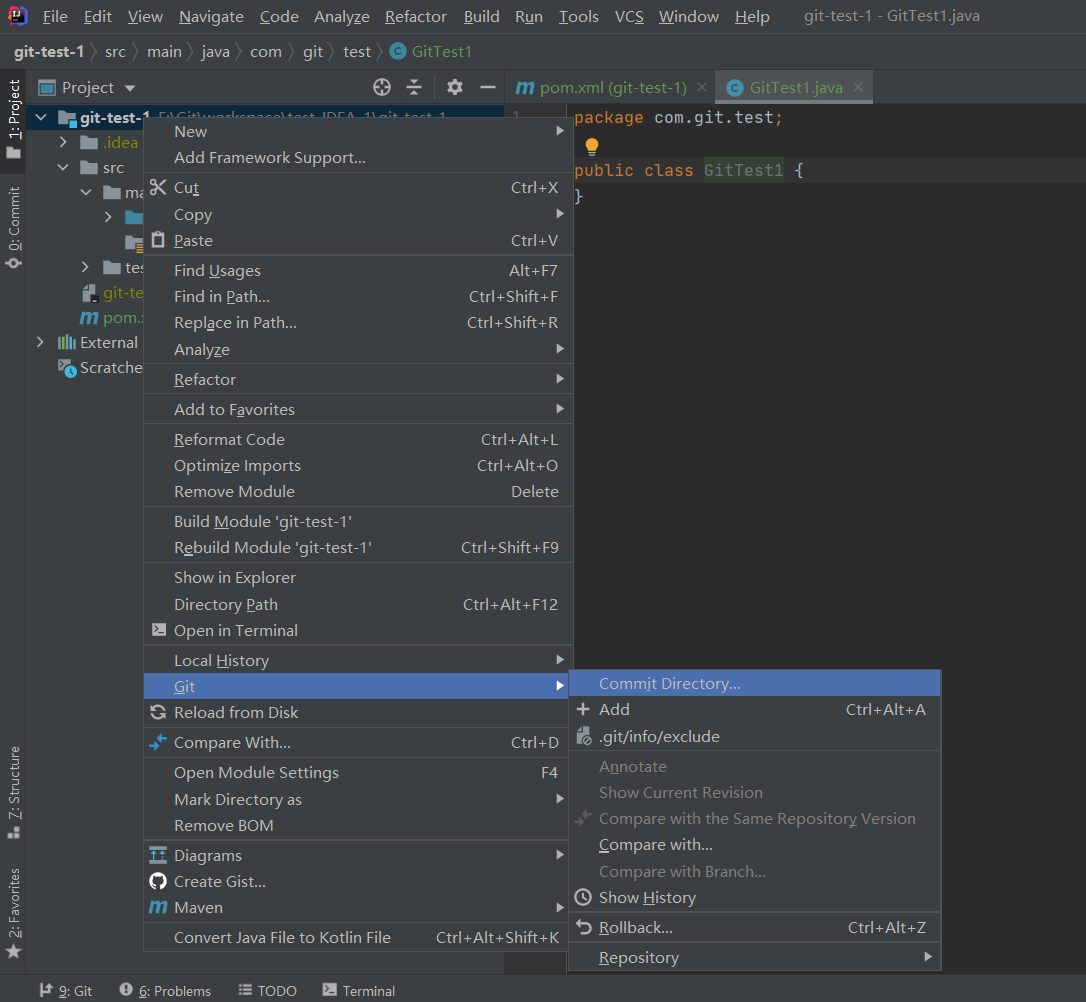 File Edit View Navigate Code Analyze Refactor Build Run Tools VCS Window Help git-test-1 - GitTest1.java
git-test-1 src main java com git test GitTest1
1: Project
0: Commit
7: Structure
2: Favorites
Project
git-test-1
.idea
src
ma
tes
git-te
pom.
External
Scratche
pom.xml (git-test-1)
GitTest1.java
1
package com.git.test;
public class GitTest1 {
}
New
Add Framework Support...
Cut Ctrl+X
Copy
Paste Ctrl+V
Find Usages Alt+F7
Find in Path... Ctrl+Shift+F
Replace in Path... Ctrl+Shift+R
Analyze
Refactor
Add to Favorites
Reformat Code Ctrl+Alt+L
Optimize Imports Ctrl+Alt+O
Remove Module Delete
Build Module 'git-test-1'
Rebuild Module 'git-test-1' Ctrl+Shift+F9
Show in Explorer
Directory Path Ctrl+Alt+F12
Open in Terminal
Local History
Git
Reload from Disk
Compare With... Ctrl+D
Open Module Settings F4
Mark Directory as
Remove BOM
Diagrams
Create Gist...
Maven
Convert Java File to Kotlin File Ctrl+Alt+Shift+K
Commit Directory...
Add Ctrl+Alt+A
.git/info/exclude
Annotate
Show Current Revision
Compare with the Same Repository Version
Compare with...
Compare with Branch...
Show History
Rollback... Ctrl+Alt+Z
Repository
9: Git 6: Problems TODO Terminal